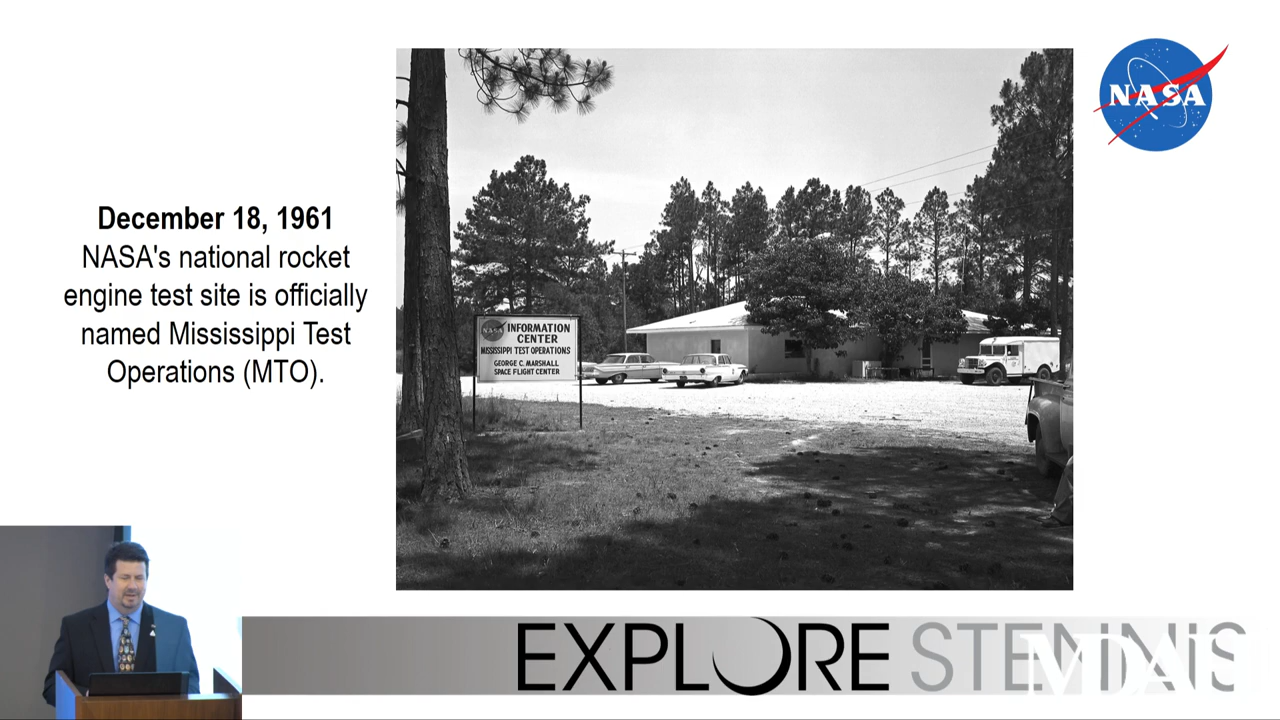 December 18, 1961
NASA's national rocket
engine test site is officially
named Mississippi Test
Operations (MTO).
NASA
NASA INFORMATION
CENTER
MISSISSIPPI TEST OPERATIONS
GEORGE C. MARSHALL
SPACE FLIGHT CENTER
EXPLORE STENNIS
MDAH